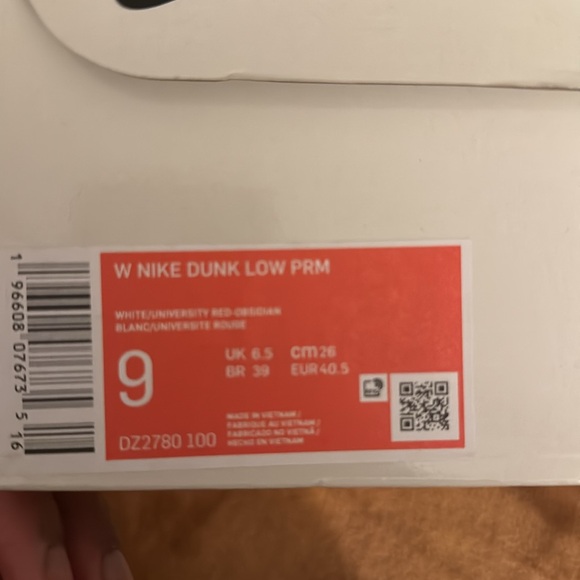 W NIKE DUNK LOW PRM
WHITE/UNIVERSITY RED-OBSIDIAN
BLANC/UNIVERSITE ROUGE
9
UK 6.5 cm 26
BR 39 EUR 40.5
DZ2780 100
MADE IN VIETNAM /
FABRIQUE AU VIETNAM /
FABRICADO NO VIETNÃ /
HECHO EN VIETNAM
1 96608 07673 5 16